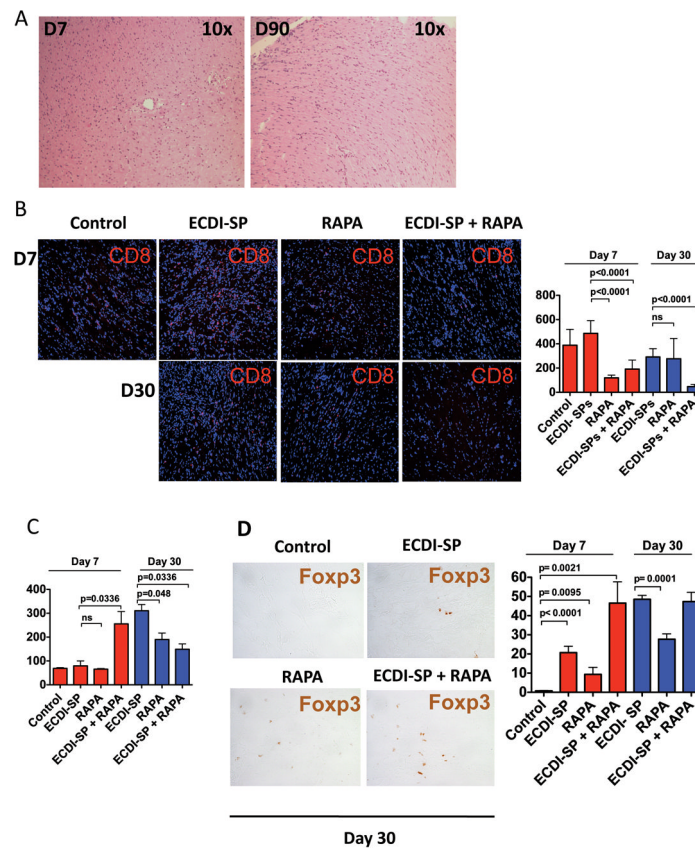 A
D7 10x
D90 10x
B
Control ECDI-SP RAPA ECDI-SP + RAPA
D7
CD8 CD8 CD8 CD8
D30
CD8 CD8 CD8
Day 7 Day 30
p<0.0001
p<0.0001
p<0.0001
ns
800
600
400
200
0
Control
ECDI- SPs
RAPA
ECDI-SPs + RAPA
ECDI-SPs
RAPA
ECDI-SPs + RAPA
C
Day 7 Day 30
p=0.0336
p=0.0336
p=0.048
ns
400
300
200
100
0
Control
ECDI-SP
RAPA
ECDI-SP + RAPA
ECDI-SP
RAPA
ECDI-SP + RAPA
D
Control ECDI-SP
Foxp3 Foxp3
RAPA ECDI-SP + RAPA
Foxp3 Foxp3
Day 30
Day 7 Day 30
p= 0.0021
p= 0.0095
p< 0.0001
p= 0.0001
60
50
40
30
20
10
0
Control
ECDI-SP
RAPA
ECDI-SP + RAPA
ECDI- SP
RAPA
ECDI-SP + RAPA